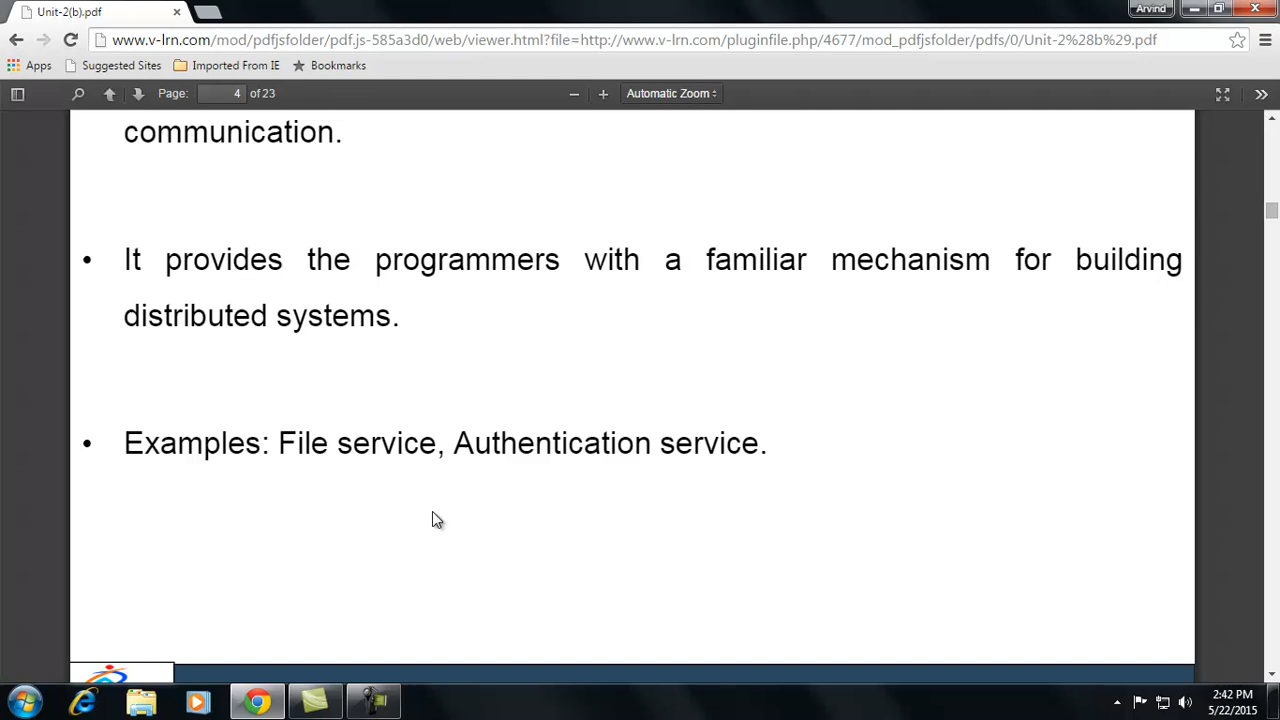 Unit-2(b).pdf
Arvind
www.v-lrn.com/mod/pdfjsfolder/pdf.js-585a3d0/web/viewer.html?file=http://www.v-lrn.com/pluginfile.php/4677/mod_pdfjsfolder/pdfs/0/Unit-2%28b%29.pdf
Apps Suggested Sites Imported From IE Bookmarks
Page: 4 of 23 Automatic Zoom
communication.
• It provides the programmers with a familiar mechanism for building
distributed systems.
• Examples: File service, Authentication service.
2:42 PM
5/22/2015